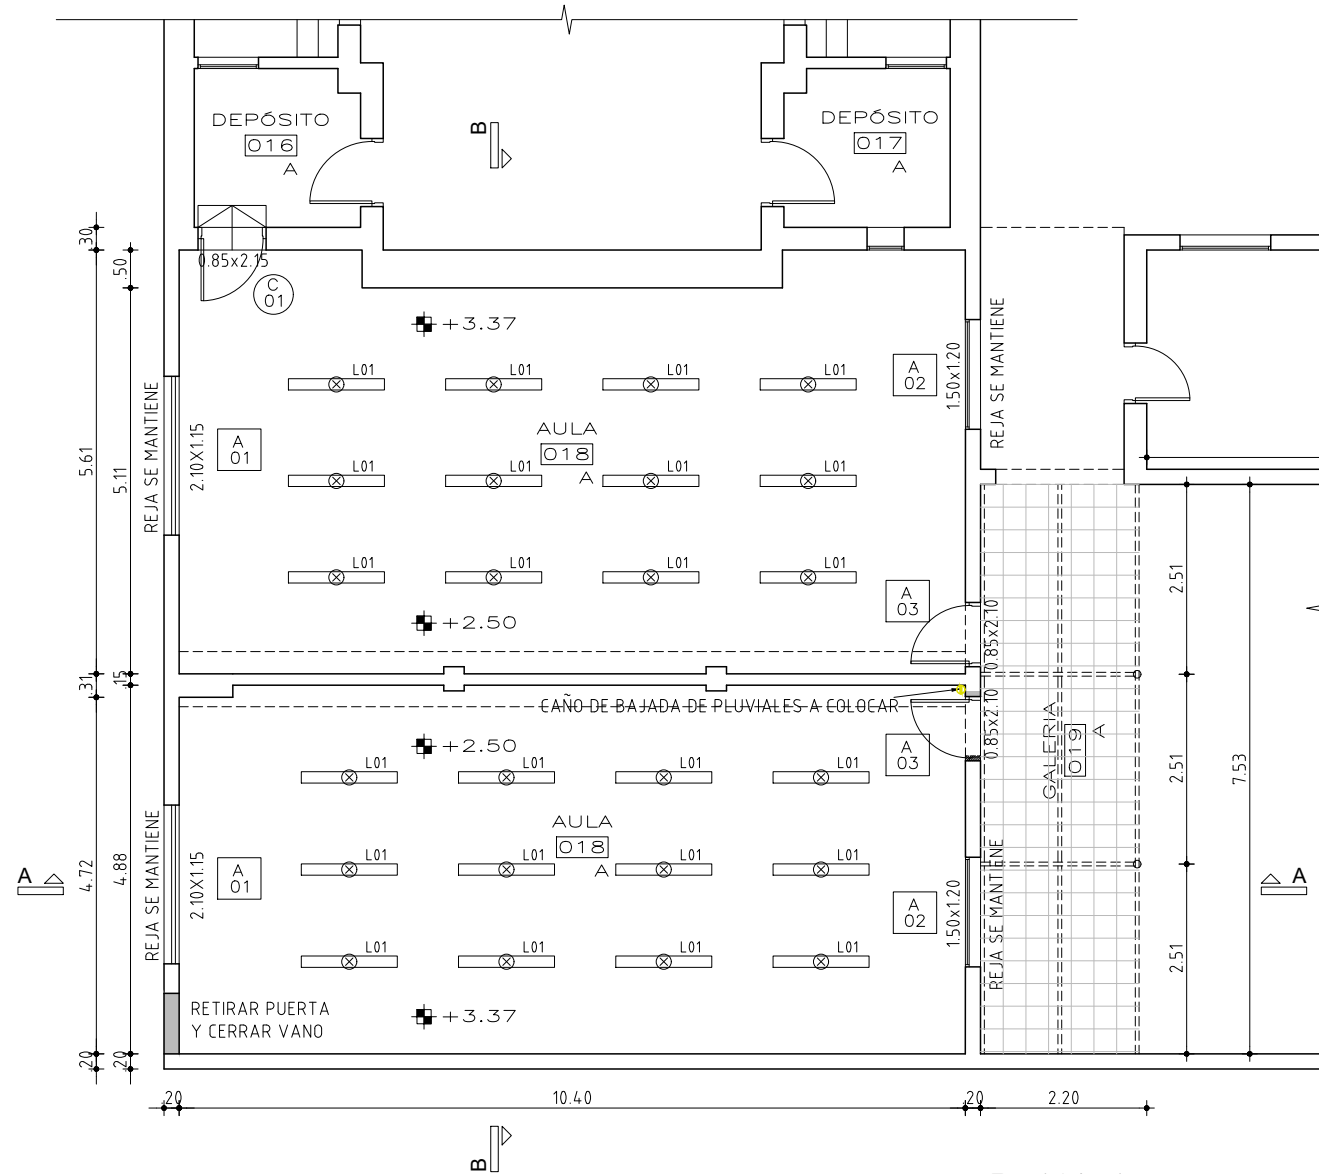 DEPÓSITO
016
A
B
DEPÓSITO
017
A
.30
.50
0.85x2.15
C
01
+3.37
REJA SE MANTIENE
2.10X1.15
A
01
5.61
5.11
L01
L01
L01
L01
AULA
018
A
L01
L01
L01
L01
L01
L01
L01
L01
A
02
1.50x1.20
REJA SE MANTIENE
A
03
0.85x2.10
+2.50
2.51
.31
.15
CAÑO DE BAJADA DE PLUVIALES A COLOCAR
+2.50
A
03
0.85x2.10
GALERIA
019
A
2.51
7.53
L01
L01
L01
L01
AULA
018
A
L01
L01
L01
L01
L01
L01
L01
L01
A
4.72
4.88
REJA SE MANTIENE
2.10X1.15
A
01
A
02
1.50x1.20
REJA SE MANTIENE
2.51
A
RETIRAR PUERTA
Y CERRAR VANO
+3.37
.20
.20
.20
10.40
.20
2.20
B